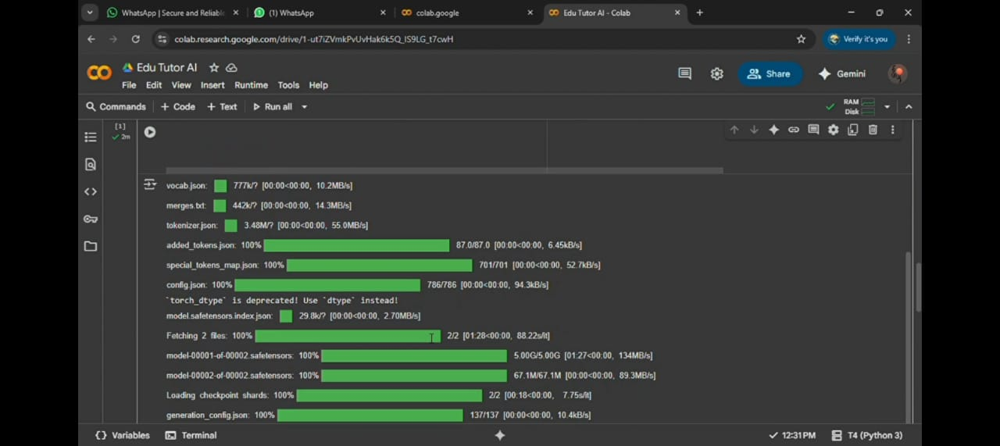 WhatsApp | Secure and Reliable
(1) WhatsApp
colab.google
Edu Tutor AI - Colab
colab.research.google.com/drive/1-ut7iZVmkPvUvHak6k5Q_IS9LG_t7cwH
Verify it's you
Edu Tutor AI
File Edit View Insert Runtime Tools Help
Share
Gemini
Commands + Code + Text Run all
RAM
Disk
[1]
2m
vocab.json: 777k/? [00:00<00:00, 10.2MB/s]
merges.txt: 442k/? [00:00<00:00, 14.3MB/s]
tokenizer.json: 3.48M/? [00:00<00:00, 55.0MB/s]
added_tokens.json: 100% 87.0/87.0 [00:00<00:00, 6.45kB/s]
special_tokens_map.json: 100% 701/701 [00:00<00:00, 52.7kB/s]
config.json: 100% 786/786 [00:00<00:00, 94.3kB/s]
`torch_dtype` is deprecated! Use `dtype` instead!
model.safetensors.index.json: 29.8k/? [00:00<00:00, 2.70MB/s]
Fetching 2 files: 100% 2/2 [01:28<00:00, 88.22s/it]
model-00001-of-00002.safetensors: 100% 5.00G/5.00G [01:27<00:00, 134MB/s]
model-00002-of-00002.safetensors: 100% 67.1M/67.1M [00:00<00:00, 89.3MB/s]
Loading checkpoint shards: 100% 2/2 [00:18<00:00, 7.75s/it]
generation_config.json: 100% 137/137 [00:00<00:00, 10.4kB/s]
Variables Terminal
12:31 PM T4 (Python 3)